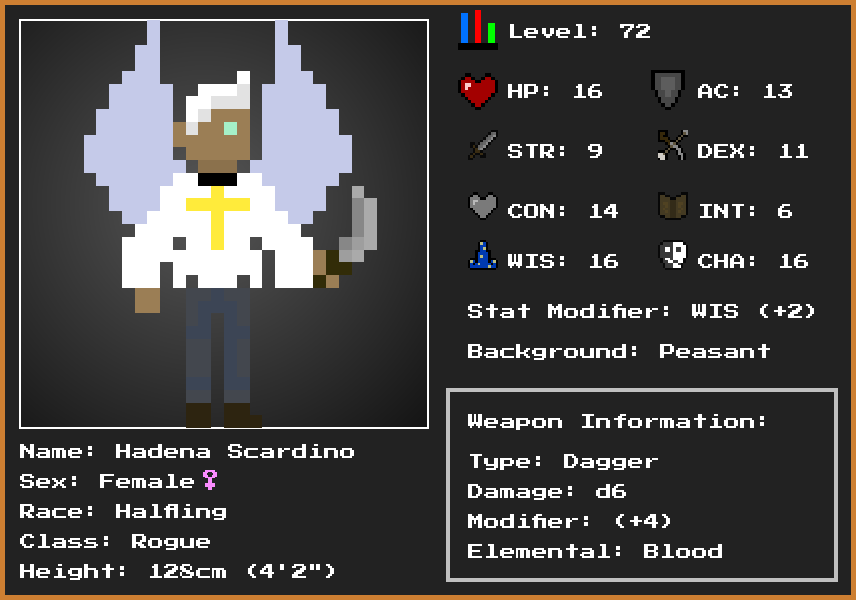 Level: 72
HP: 16 AC: 13
STR: 9 DEX: 11
CON: 14 INT: 6
WIS: 16 CHA: 16
Stat Modifier: WIS (+2)
Background: Peasant
Weapon Information:
Type: Dagger
Damage: d6
Modifier: (+4)
Elemental: Blood
Name: Hadena Scardino
Sex: Female♀
Race: Halfling
Class: Rogue
Height: 128cm (4'2")